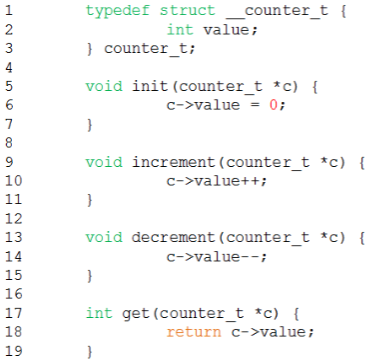 1 typedef struct __counter_t {
2 int value;
3 } counter_t;
4
5 void init(counter_t *c) {
6 c->value = 0;
7 }
8
9 void increment(counter_t *c) {
10 c->value++;
11 }
12
13 void decrement(counter_t *c) {
14 c->value--;
15 }
16
17 int get(counter_t *c) {
18 return c->value;
19 }